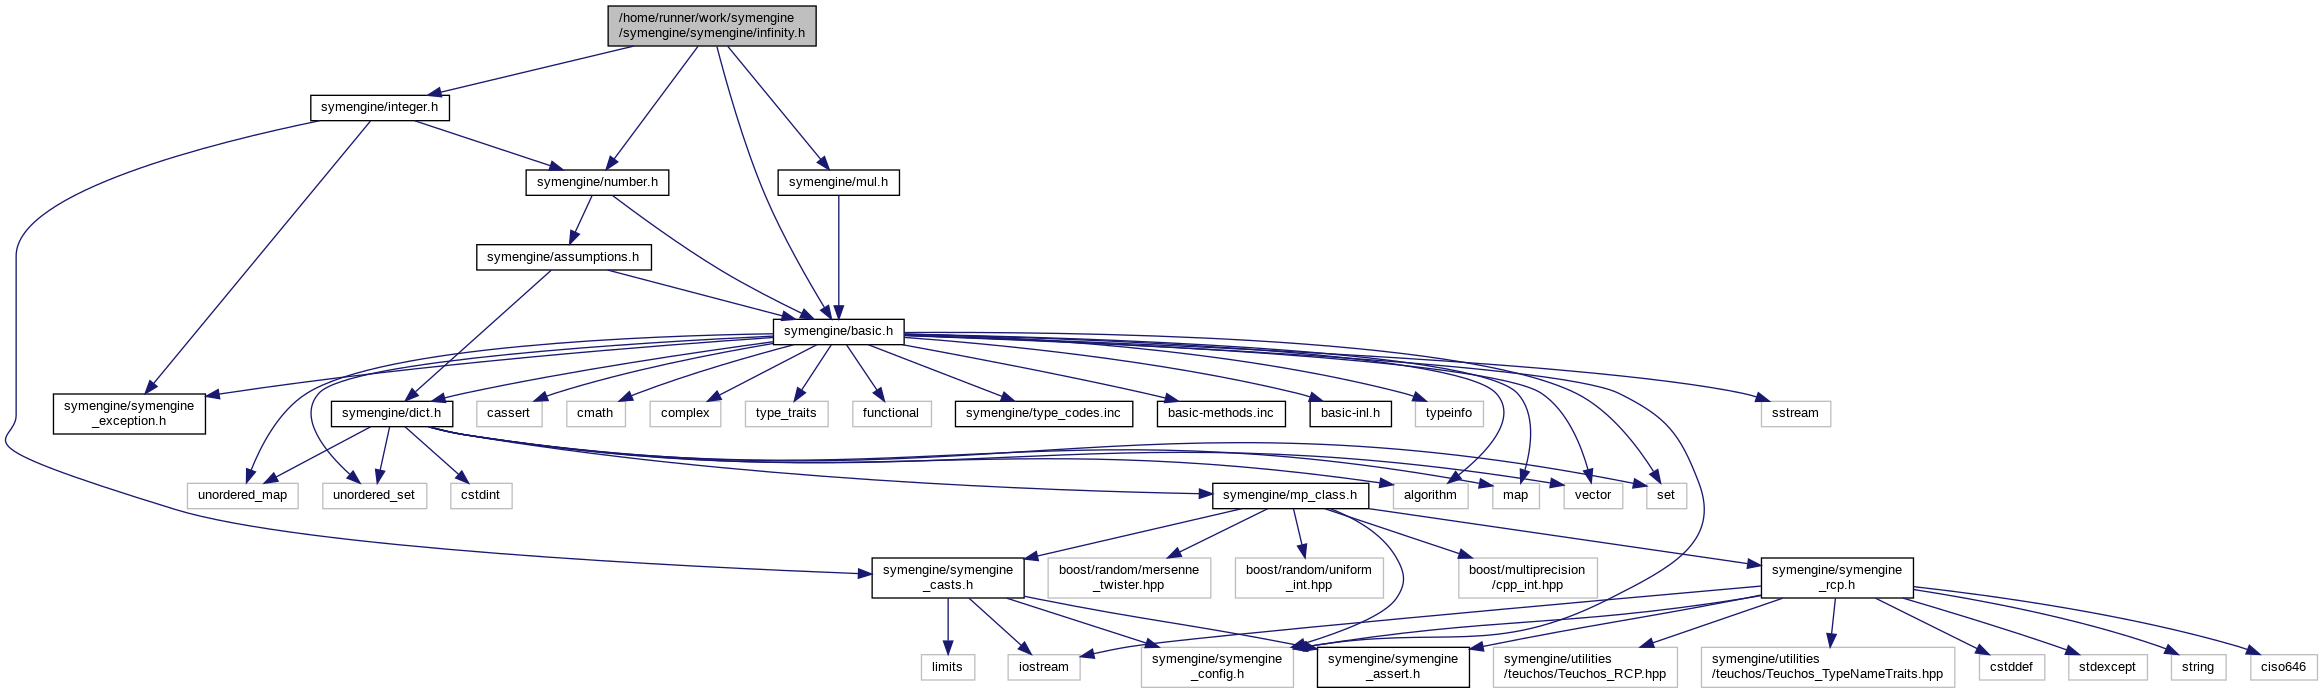 /home/runner/work/symengine
/symengine/symengine/infinity.h
symengine/integer.h
symengine/number.h
symengine/mul.h
symengine/assumptions.h
symengine/basic.h
symengine/symengine
_exception.h
symengine/dict.h
cassert
cmath
complex
type_traits
functional
symengine/type_codes.inc
basic-methods.inc
basic-inl.h
typeinfo
sstream
unordered_map
unordered_set
cstdint
symengine/mp_class.h
algorithm
map
vector
set
symengine/symengine
_casts.h
boost/random/mersenne
_twister.hpp
boost/random/uniform
_int.hpp
boost/multiprecision
/cpp_int.hpp
symengine/symengine
_rcp.h
limits
iostream
symengine/symengine
_config.h
symengine/symengine
_assert.h
symengine/utilities
/teuchos/Teuchos_RCP.hpp
symengine/utilities
/teuchos/Teuchos_TypeNameTraits.hpp
cstddef
stdexcept
string
ciso646